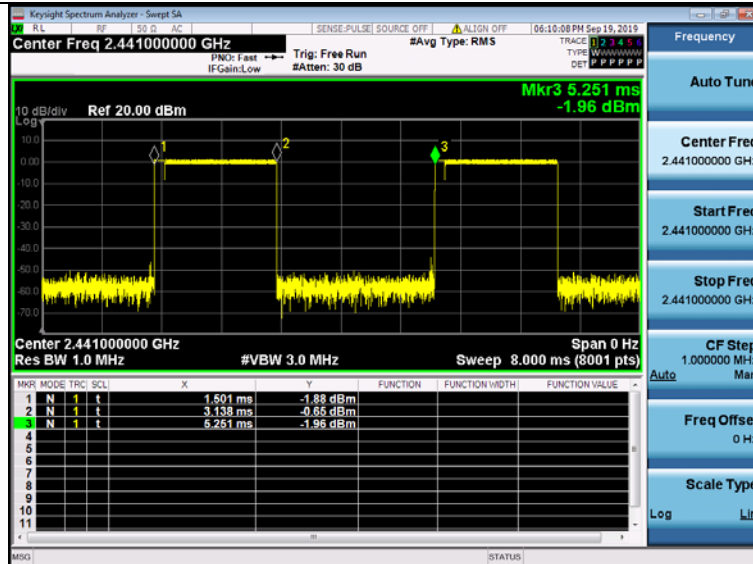 Keysight Spectrum Analyzer - Swept SA
RL RF 50 Ω AC SENSE:PULSE SOURCE OFF ALIGN OFF 06:10:08 PM Sep 19, 2019
Center Freq 2.441000000 GHz
#Avg Type: RMS
TRACE 1 2 3 4 5 6
PNO: Fast
Trig: Free Run
TYPE WWWWWW
IFGain:Low
#Atten: 30 dB
DET P P P P P P
Mkr3 5.251 ms
-1.96 dBm
10 dB/div Ref 20.00 dBm
Log
10.0
0.00
-10.0
-20.0
-30.0
-40.0
-50.0
-60.0
-70.0
1
2
3
Center 2.441000000 GHz Span 0 Hz
Res BW 1.0 MHz #VBW 3.0 MHz Sweep 8.000 ms (8001 pts)
MKR MODE TRC SCL X Y FUNCTION FUNCTION WIDTH FUNCTION VALUE
1 N 1 t 1.501 ms -1.88 dBm
2 N 1 t 3.138 ms -0.65 dBm
3 N 1 t 5.251 ms -1.96 dBm
4
5
6
7
8
9
10
11
MSG STATUS
Frequency
Auto Tune
Center Freq
2.441000000 GHz
Start Freq
2.441000000 GHz
Stop Freq
2.441000000 GHz
CF Step
1.000000 MHz
Auto Man
Freq Offset
0 Hz
Scale Type
Log Lin